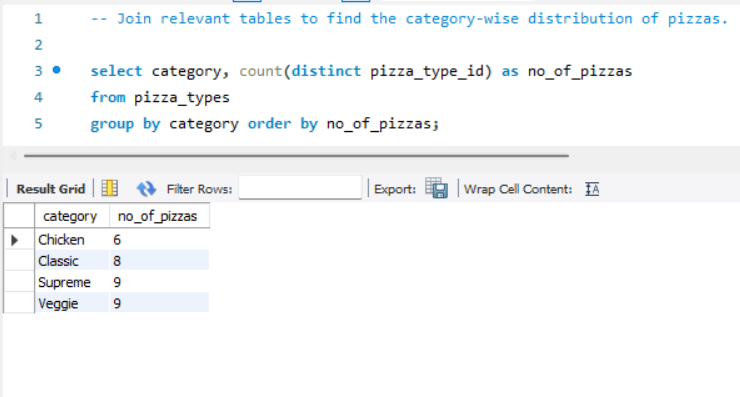 1 -- Join relevant tables to find the category-wise distribution of pizzas.
2
3 select category, count(distinct pizza_type_id) as no_of_pizzas
4 from pizza_types
5 group by category order by no_of_pizzas;
Result Grid Filter Rows: Export: Wrap Cell Content: IA
category no_of_pizzas
Chicken 6
Classic 8
Supreme 9
Veggie 9